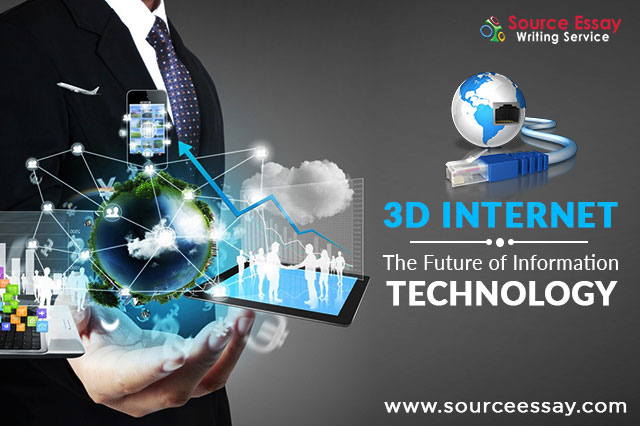 Source Essay
Writing Service
3D INTERNET
The Future of Information
TECHNOLOGY
www.sourceessay.com